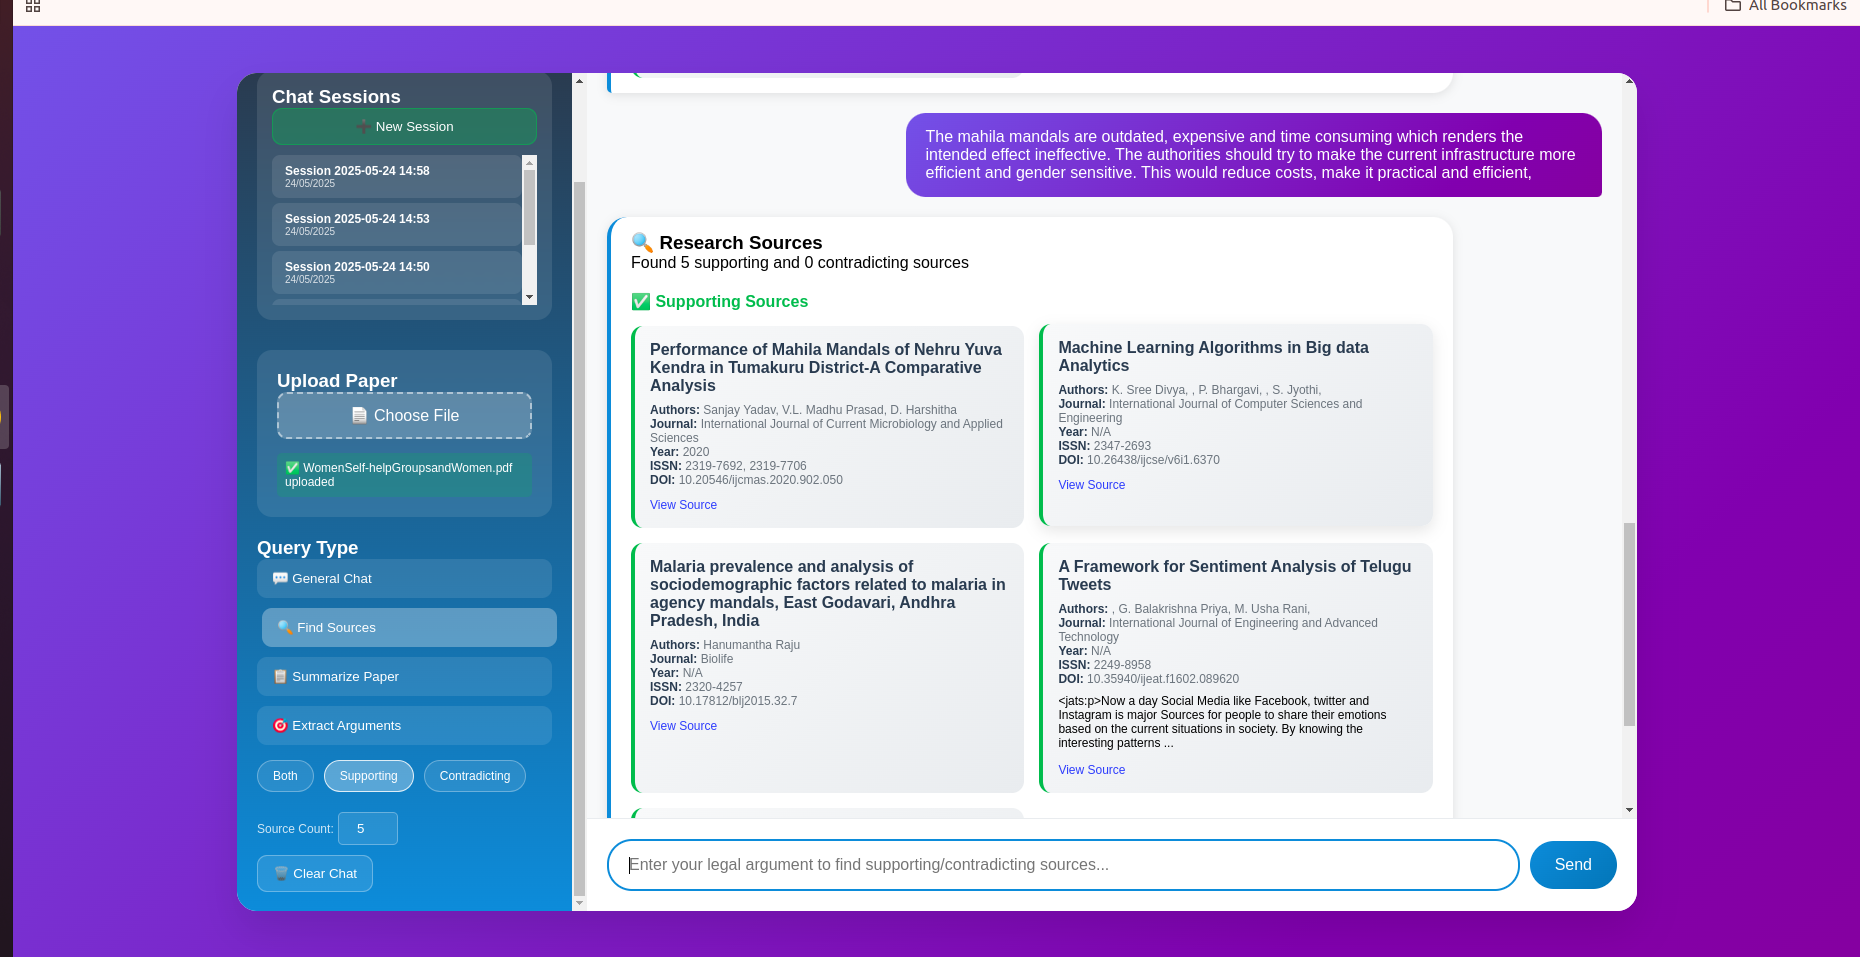 All Bookmarks
Chat Sessions
➕ New Session
Session 2025-05-24 14:58
24/05/2025
Session 2025-05-24 14:53
24/05/2025
Session 2025-05-24 14:50
24/05/2025
Upload Paper
📄 Choose File
✅ WomenSelf-helpGroupsandWomen.pdf
uploaded
Query Type
💬 General Chat
🔍 Find Sources
📋 Summarize Paper
🎯 Extract Arguments
Both
Supporting
Contradicting
Source Count: 5
🗑️ Clear Chat
The mahila mandals are outdated, expensive and time consuming which renders the
intended effect ineffective. The authorities should try to make the current infrastructure more
efficient and gender sensitive. This would reduce costs, make it practical and efficient,
🔍 Research Sources
Found 5 supporting and 0 contradicting sources
✅ Supporting Sources
Performance of Mahila Mandals of Nehru Yuva
Kendra in Tumakuru District-A Comparative
Analysis
Authors: Sanjay Yadav, V.L. Madhu Prasad, D. Harshitha
Journal: International Journal of Current Microbiology and Applied
Sciences
Year: 2020
ISSN: 2319-7692, 2319-7706
DOI: 10.20546/ijcmas.2020.902.050
View Source
Machine Learning Algorithms in Big data
Analytics
Authors: K. Sree Divya, , P. Bhargavi, , S. Jyothi,
Journal: International Journal of Computer Sciences and
Engineering
Year: N/A
ISSN: 2347-2693
DOI: 10.26438/ijcse/v6i1.6370
View Source
Malaria prevalence and analysis of
sociodemographic factors related to malaria in
agency mandals, East Godavari, Andhra
Pradesh, India
Authors: Hanumantha Raju
Journal: Biolife
Year: N/A
ISSN: 2320-4257
DOI: 10.17812/blj2015.32.7
View Source
A Framework for Sentiment Analysis of Telugu
Tweets
Authors: , G. Balakrishna Priya, M. Usha Rani,
Journal: International Journal of Engineering and Advanced
Technology
Year: N/A
ISSN: 2249-8958
DOI: 10.35940/ijeat.f1602.089620
<jats:p>Now a day Social Media like Facebook, twitter and
Instagram is major Sources for people to share their emotions
based on the current situations in society. By knowing the
interesting patterns ...
View Source
Enter your legal argument to find supporting/contradicting sources...
Send